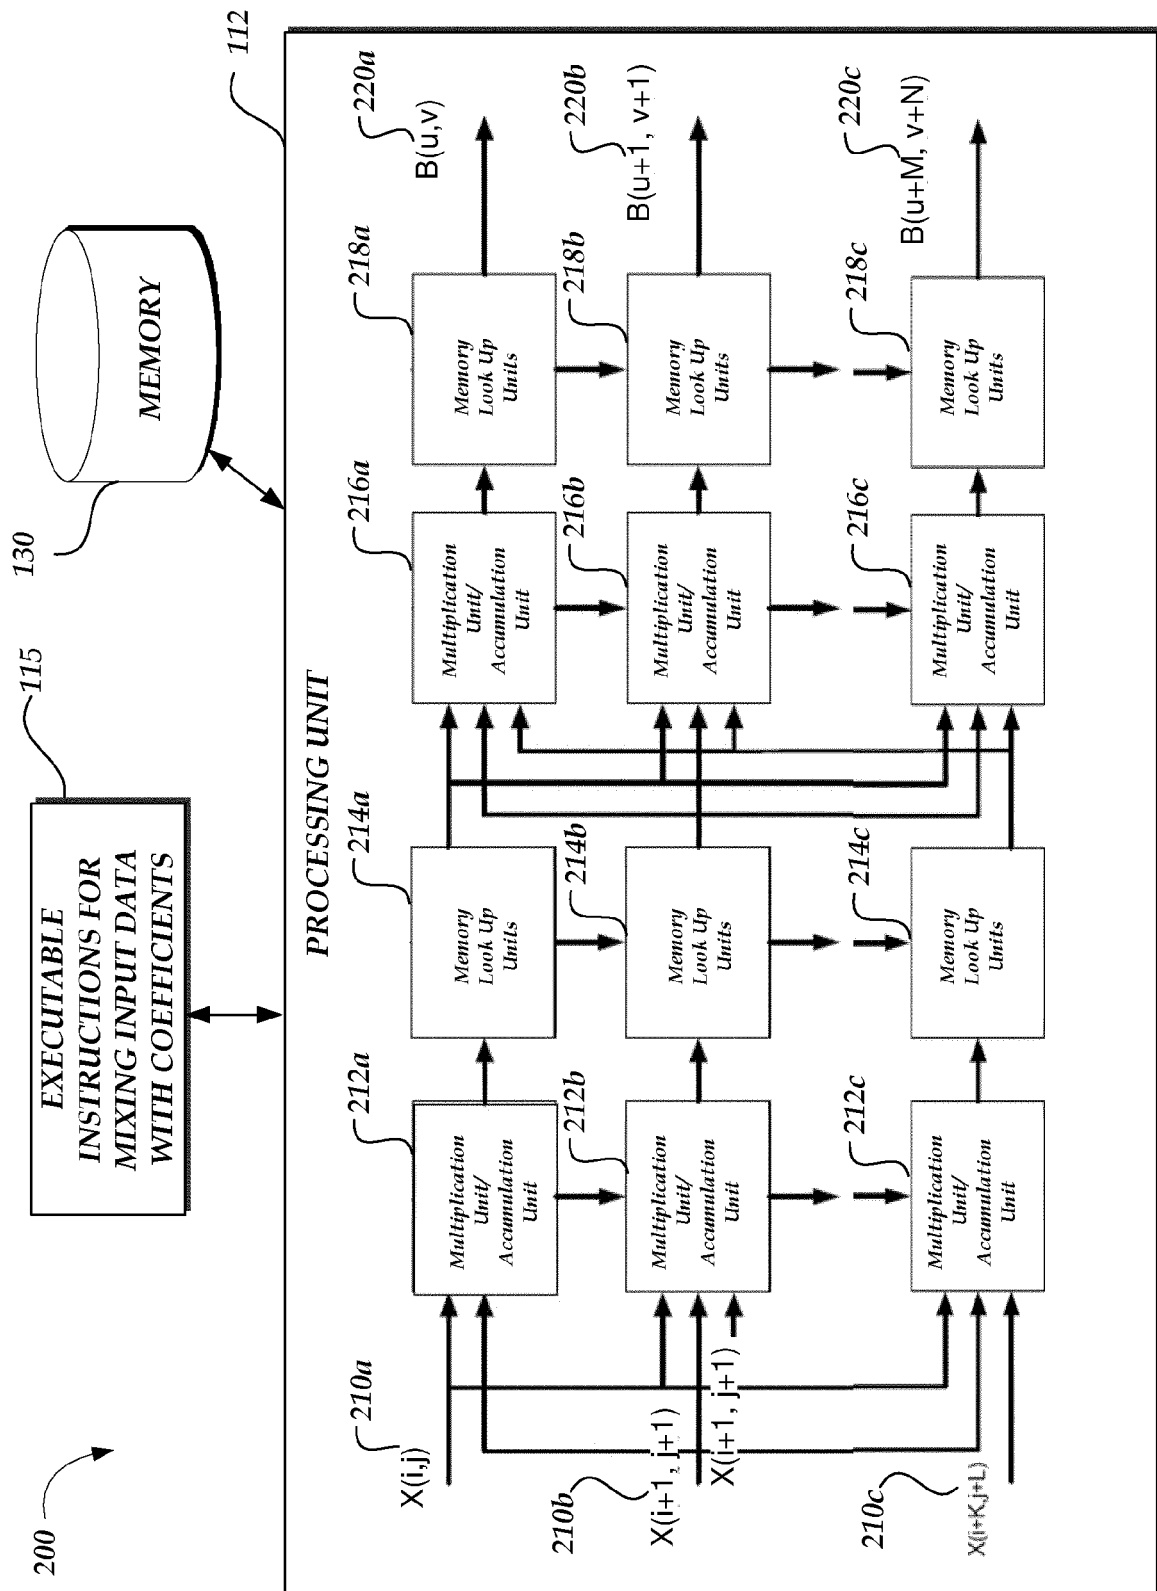 200
EXECUTABLE
INSTRUCTIONS FOR
MIXING INPUT DATA
WITH COEFFICIENTS
115
130
MEMORY
112
PROCESSING UNIT
210a
X(i,j)
212a
Multiplication
Unit/
Accumulation
Unit
214a
Memory
Look Up
Units
216a
Multiplication
Unit/
Accumulation
Unit
218a
Memory
Look Up
Units
220a
B(u,v)
210b
X(i+1, j+1)
X(i+1, j+1)
212b
Multiplication
Unit/
Accumulation
Unit
214b
Memory
Look Up
Units
216b
Multiplication
Unit/
Accumulation
Unit
218b
Memory
Look Up
Units
220b
B(u+1, v+1)
210c
X(i+K,j+L)
212c
Multiplication
Unit/
Accumulation
Unit
214c
Memory
Look Up
Units
216c
Multiplication
Unit/
Accumulation
Unit
218c
Memory
Look Up
Units
220c
B(u+M, v+N)